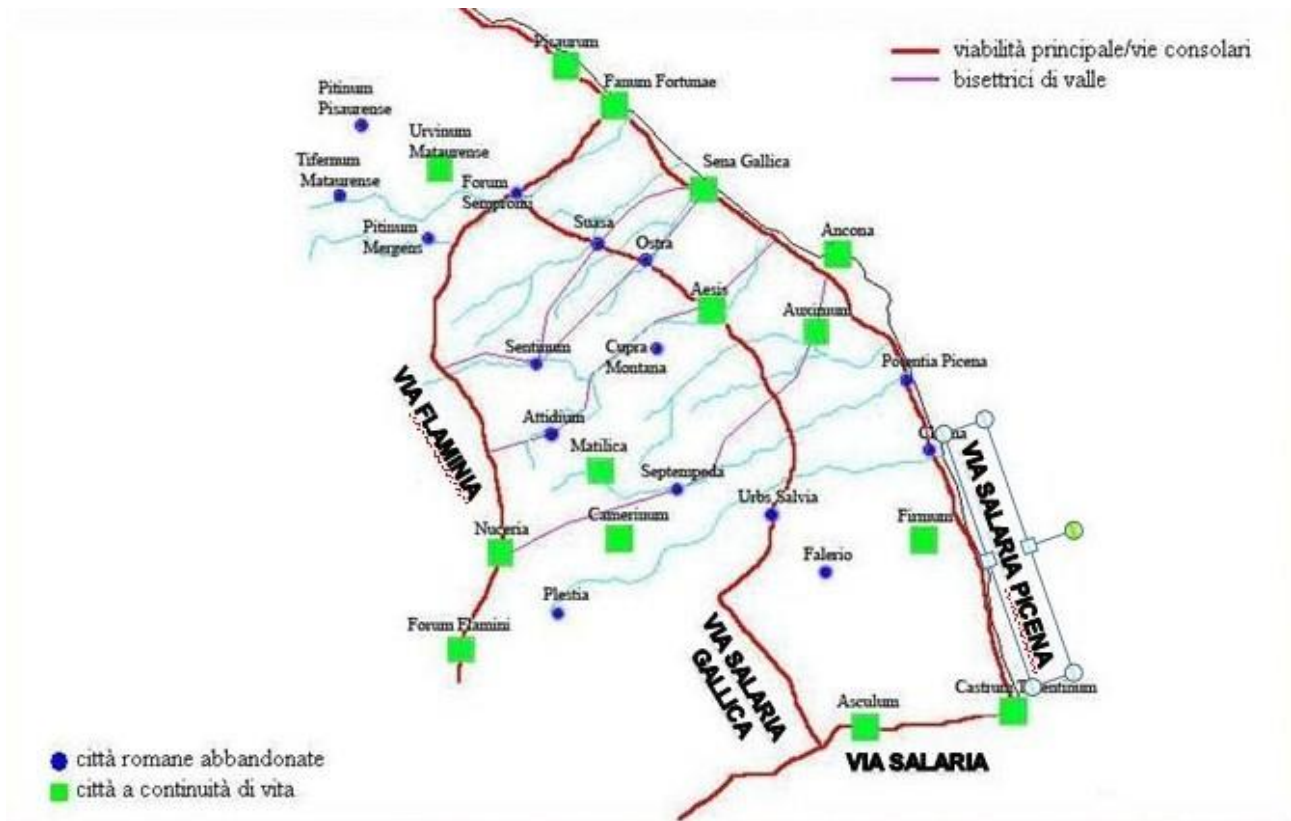 Pisaurum
viabilità principale/vie consolari
bisettrici di valle
Fanum Fortunae
Pitinum
Pisaurense
Urvinum
Mataurense
Tifernum
Mataurense
Forum
Semproni
Sena Gallica
Pitinum
Mergens
Suasa
Ostra
Ancona
Aesis
Auximum
Sentinum
Cupra
Montana
Potentia Picena
VIA FLAMINIA
Attidium
Matilica
Septempeda
VIA SALARIA PICENA
Urbs Salvia
Nuceria
Camerinum
Firmum
Falerio
Plestia
Forum Flamini
VIA SALARIA
GALLICA
Castrum
Asculum
VIA SALARIA
città romane abbandonate
città a continuità di vita